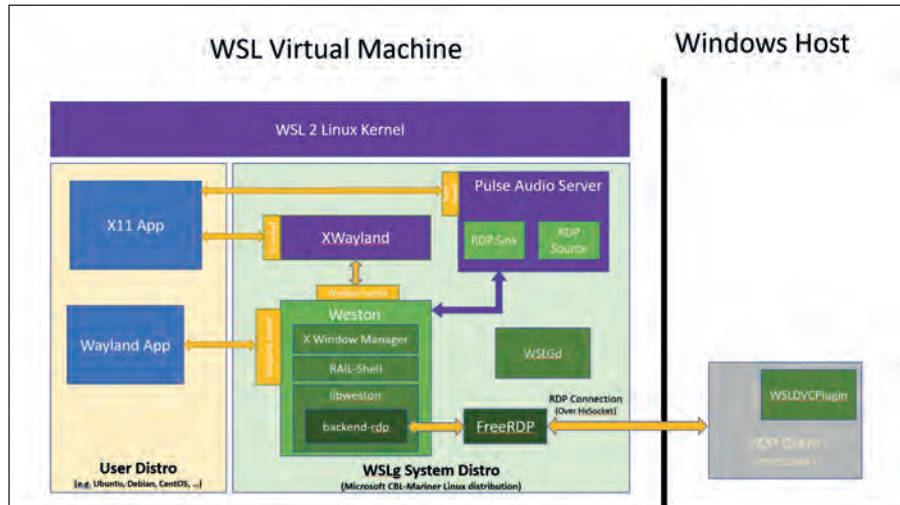 WSL Virtual Machine
Windows Host
WSL 2 Linux Kernel
X11 App
Pulse Audio Server
RDP Sink
RDP
Source
XWayland
Weston
X Window Manager
RAIL-Shell
libweston
backend-rdp
Wayland App
WSLGd
FreeRDP
RDP Connection
(Over HvSocket)
WSLDVCPlugin
User Distro
(e.g. Ubuntu, Debian, CentOS, ...)
WSLg System Distro
(Microsoft CBL-Mariner Linux distribution)